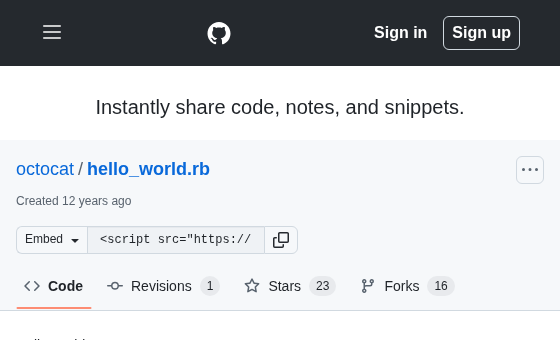 Sign in
Sign up
Instantly share code, notes, and snippets.
octocat / hello_world.rb
Created 12 years ago
Embed
<script src="https://
Code
Revisions 1
Stars 23
Forks 16